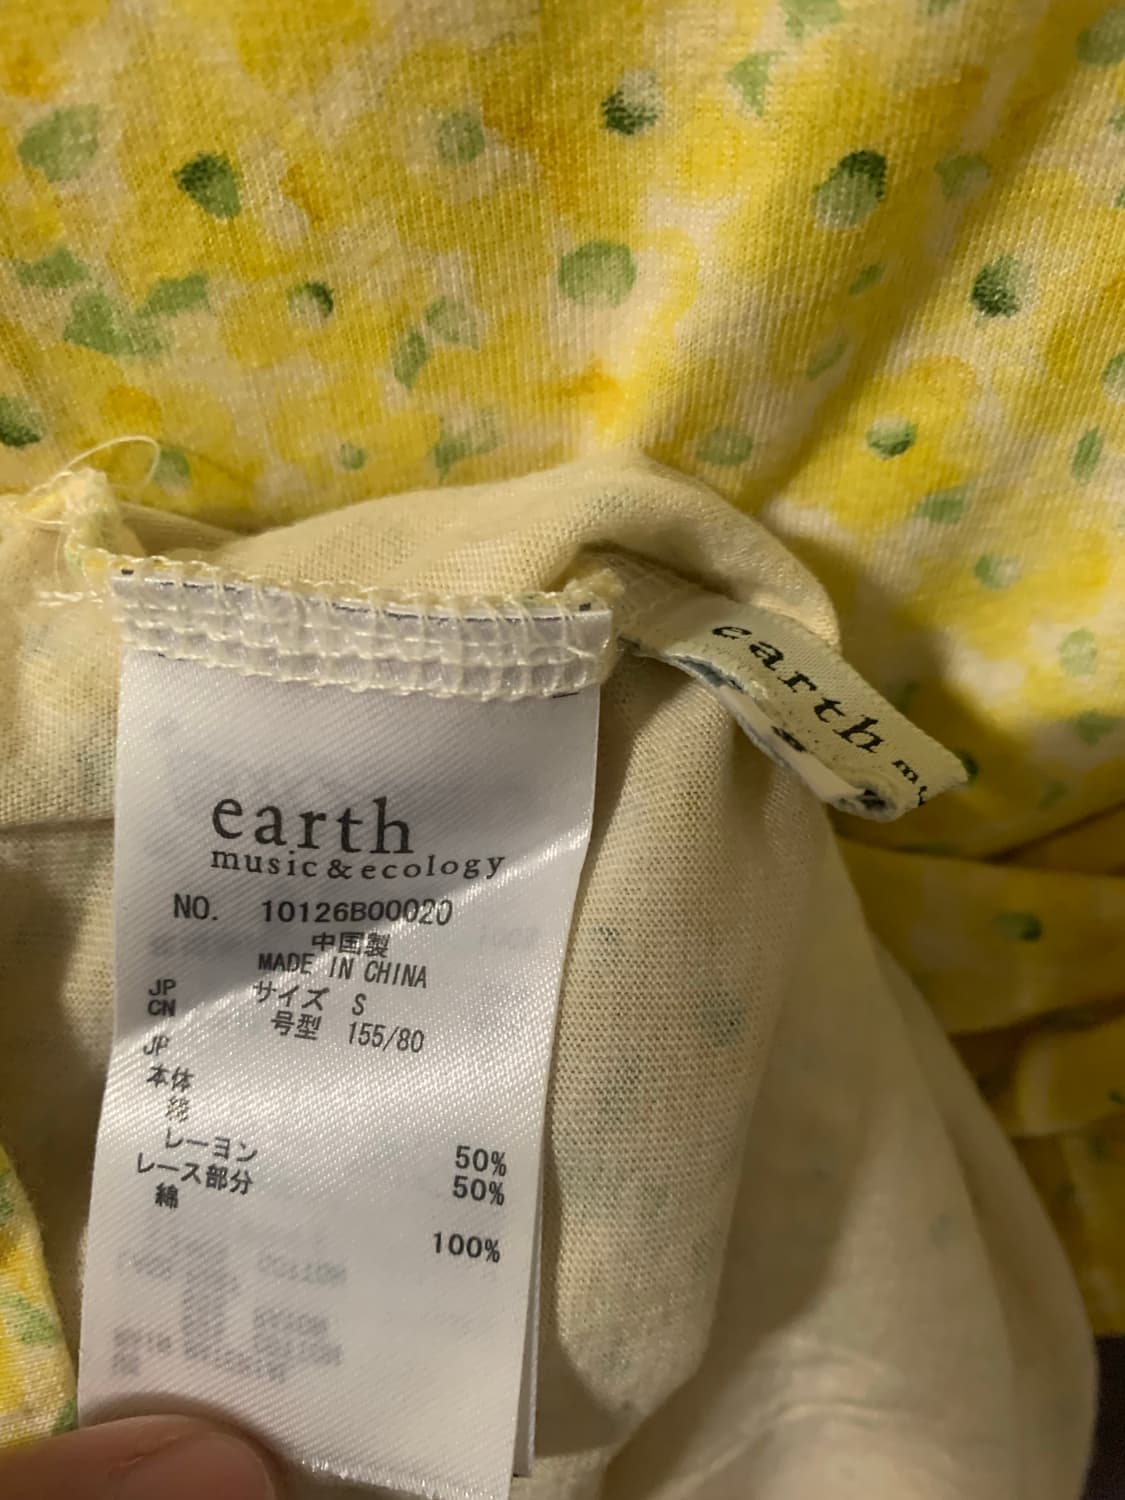 earth
my
earth
music&ecology
NO. 10126B00020
中国製
MADE IN CHINA
JP サイズ S
CN 号型 155/80
JP
本体
綿 50%
レーヨン 50%
レース部分
綿 100%